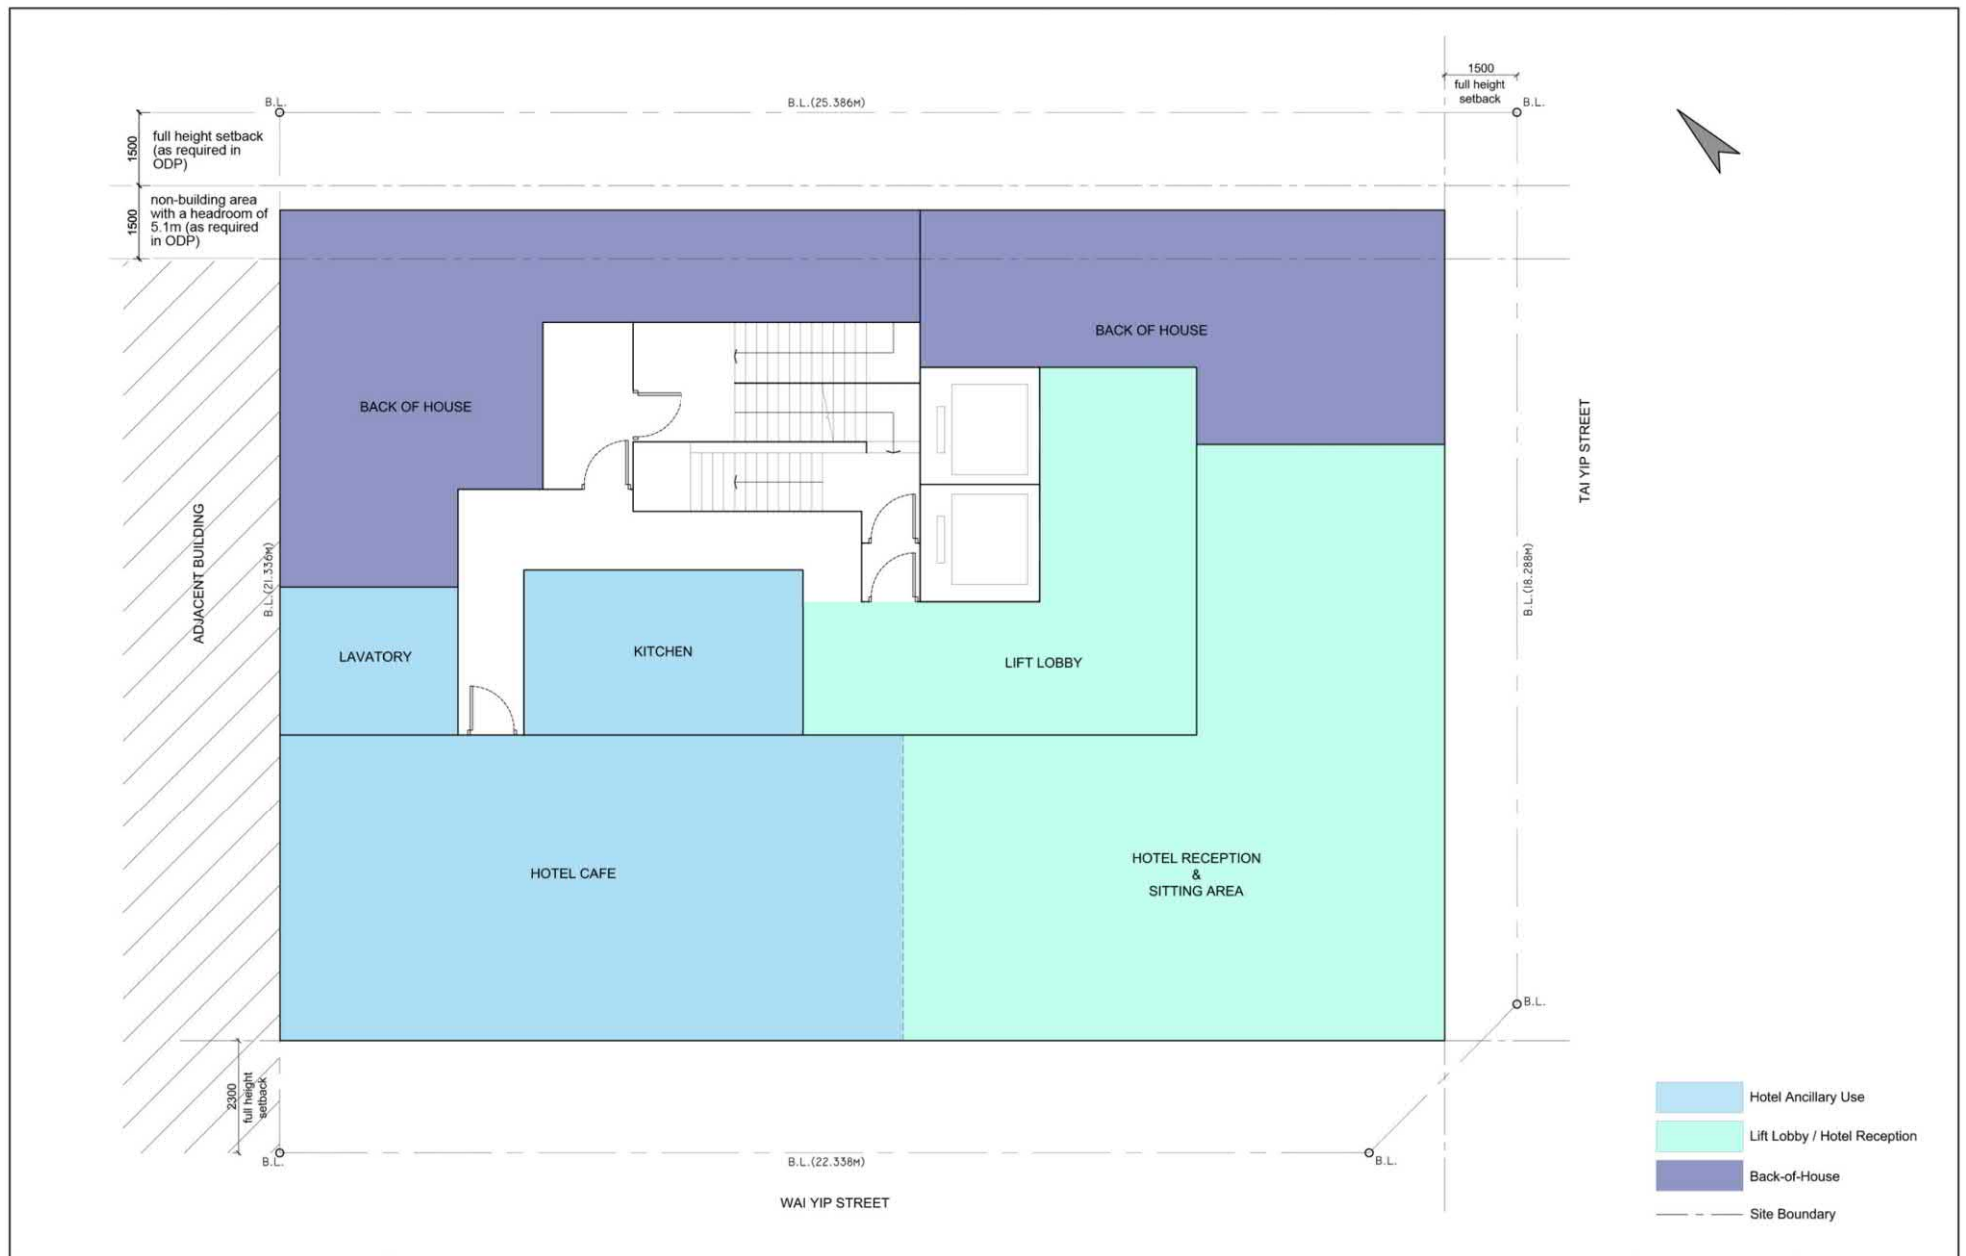 1500
full height
setback
B.L.
B.L.(25.386M)
B.L.
1500
full height setback
(as required in
ODP)
1500
non-building area
with a headroom of
5.1m (as required
in ODP)
BACK OF HOUSE
BACK OF HOUSE
TAI YIP STREET
ADJACENT BUILDING
B.L.(21.336M)
B.L.(18.288M)
LAVATORY
KITCHEN
LIFT LOBBY
HOTEL CAFE
HOTEL RECEPTION
&
SITTING AREA
B.L.
2300
full height
setback
B.L.
B.L.(22.338M)
B.L.
WAI YIP STREET
Hotel Ancillary Use
Lift Lobby / Hotel Reception
Back-of-House
Site Boundary